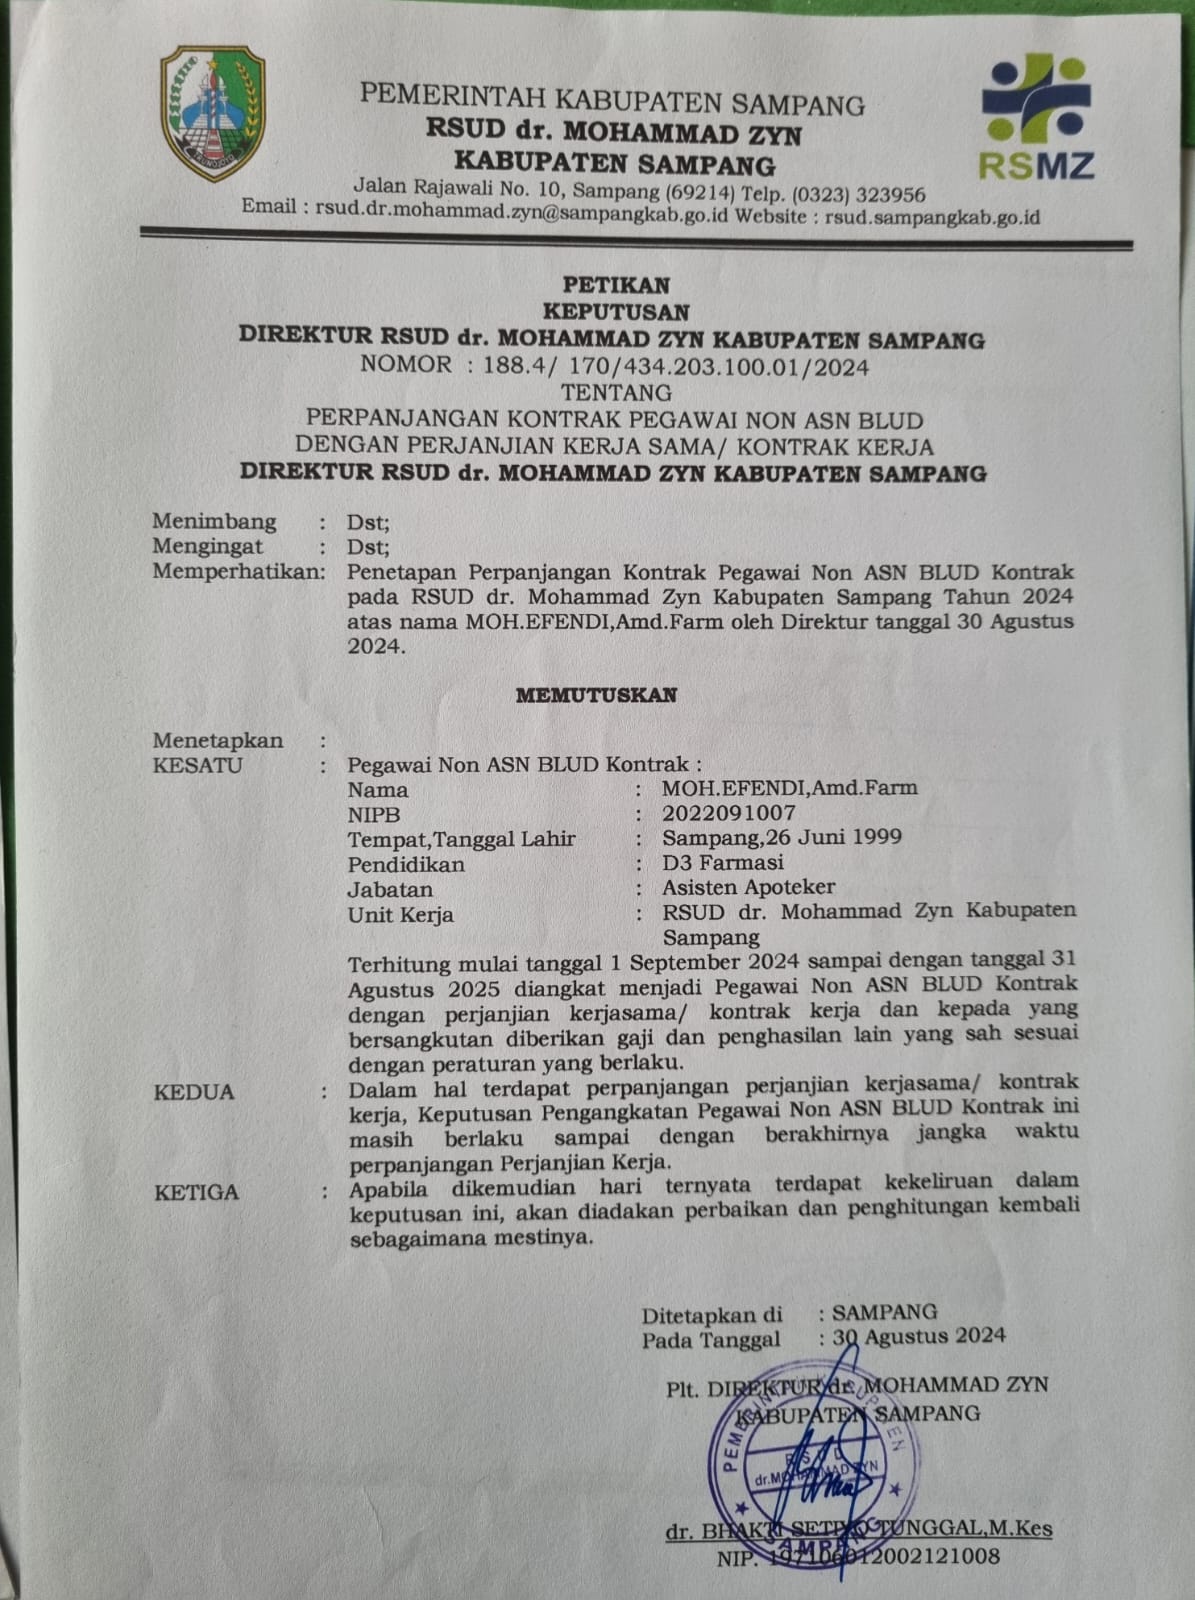 PEMERINTAH KABUPATEN SAMPANG
RSUD dr. MOHAMMAD ZYN
KABUPATEN SAMPANG
Jalan Rajawali No. 10, Sampang (69214) Telp. (0323) 323956
Email : rsud.dr.mohammad.zyn@sampangkab.go.id Website : rsud.sampangkab.go.id
RSMZ
PETIKAN
KEPUTUSAN
DIREKTUR RSUD dr. MOHAMMAD ZYN KABUPATEN SAMPANG
NOMOR : 188.4/ 170/434.203.100.01/2024
TENTANG
PERPANJANGAN KONTRAK PEGAWAI NON ASN BLUD
DENGAN PERJANJIAN KERJA SAMA/ KONTRAK KERJA
DIREKTUR RSUD dr. MOHAMMAD ZYN KABUPATEN SAMPANG
Menimbang : Dst;
Mengingat : Dst;
Memperhatikan: Penetapan Perpanjangan Kontrak Pegawai Non ASN BLUD Kontrak
pada RSUD dr. Mohammad Zyn Kabupaten Sampang Tahun 2024
atas nama MOH.EFENDI,Amd.Farm oleh Direktur tanggal 30 Agustus
2024.
MEMUTUSKAN
Menetapkan :
KESATU : Pegawai Non ASN BLUD Kontrak :
Nama : MOH.EFENDI,Amd.Farm
NIPB : 2022091007
Tempat,Tanggal Lahir : Sampang,26 Juni 1999
Pendidikan : D3 Farmasi
Jabatan : Asisten Apoteker
Unit Kerja : RSUD dr. Mohammad Zyn Kabupaten
Sampang
Terhitung mulai tanggal 1 September 2024 sampai dengan tanggal 31
Agustus 2025 diangkat menjadi Pegawai Non ASN BLUD Kontrak
dengan perjanjian kerjasama/ kontrak kerja dan kepada yang
bersangkutan diberikan gaji dan penghasilan lain yang sah sesuai
dengan peraturan yang berlaku.
KEDUA : Dalam hal terdapat perpanjangan perjanjian kerjasama/ kontrak
kerja, Keputusan Pengangkatan Pegawai Non ASN BLUD Kontrak ini
masih berlaku sampai dengan berakhirnya jangka waktu
perpanjangan Perjanjian Kerja.
KETIGA : Apabila dikemudian hari ternyata terdapat kekeliruan dalam
keputusan ini, akan diadakan perbaikan dan penghitungan kembali
sebagaimana mestinya.
Ditetapkan di : SAMPANG
Pada Tanggal : 30 Agustus 2024
Plt. DIREKTUR dr. MOHAMMAD ZYN
KABUPATEN SAMPANG
PEMERINTAH KABUPATEN
RSUD
dr.MOHAMMAD ZYN
SAMPANG
dr. BHAKTI SETIYO TUNGGAL,M.Kes
NIP. 197106012002121008